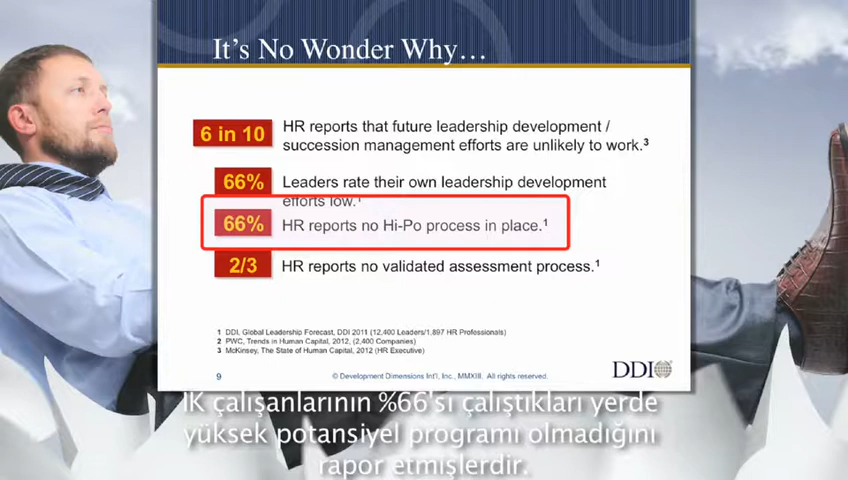 It's No Wonder Why…
6 in 10 HR reports that future leadership development /
succession management efforts are unlikely to work.3
66% Leaders rate their own leadership development
efforts low.1
66% HR reports no Hi-Po process in place.1
2/3 HR reports no validated assessment process.1
1 DDI, Global Leadership Forecast, DDI 2011 (12,400 Leaders/1,897 HR Professionals)
2 PWC, Trends in Human Capital, 2012, (2,400 Companies)
3 McKinsey, The State of Human Capital, 2012 (HR Executive)
9 © Development Dimensions Int'l, Inc., MMXIII. All rights reserved.
DDI
İK çalışanlarının %66'sı çalıştıkları yerde
yüksek potansiyel programı olmadığını
rapor etmişlerdir.